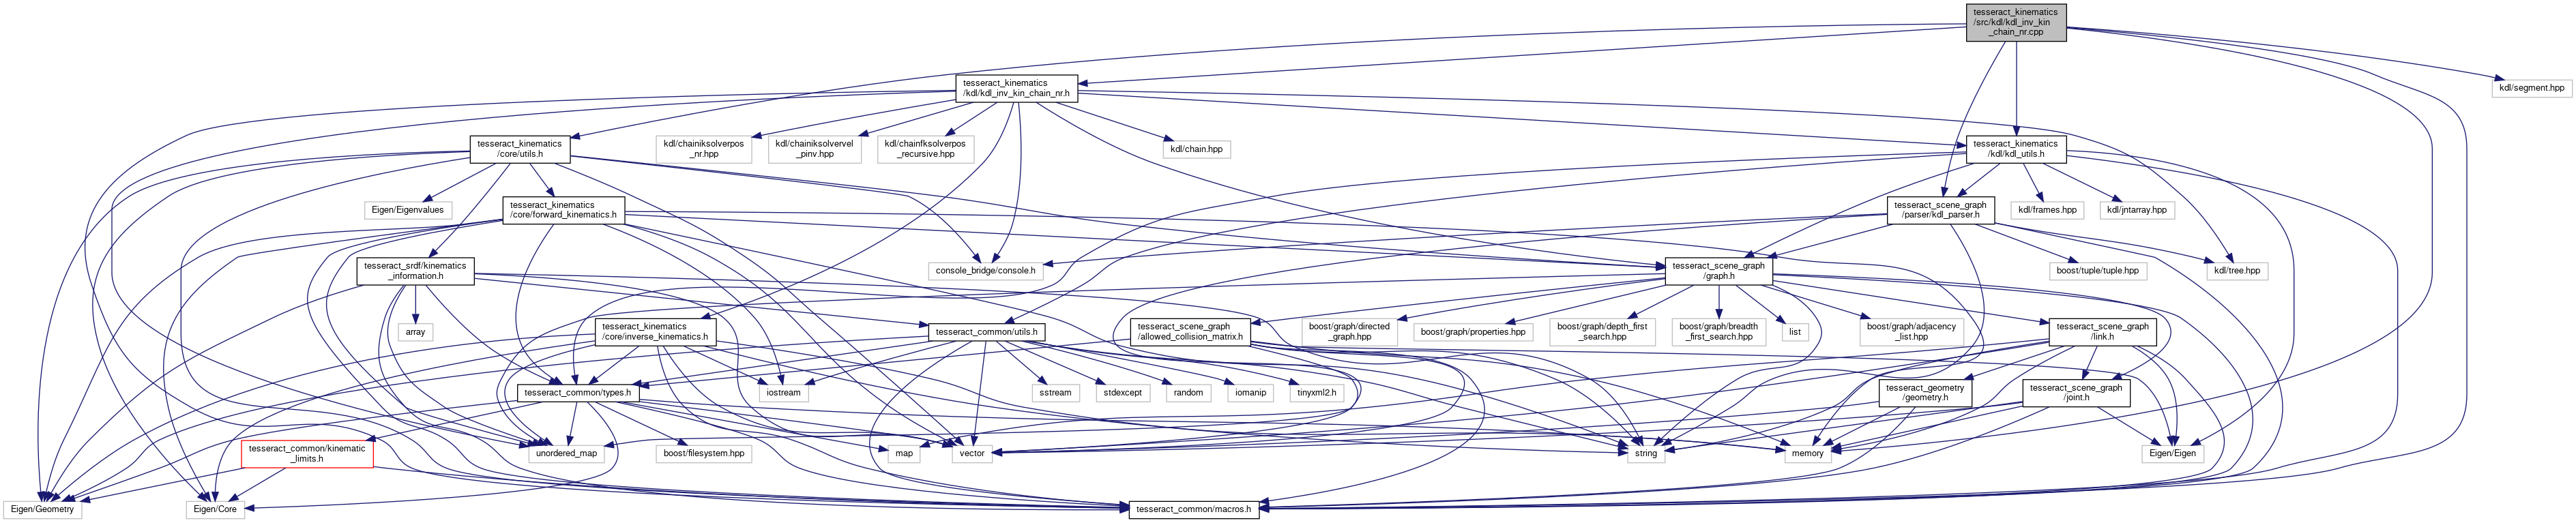 tesseract_kinematics
/src/kdl/kdl_inv_kin
_chain_nr.cpp
tesseract_kinematics
/kdl/kdl_inv_kin_chain_nr.h
kdl/segment.hpp
tesseract_kinematics
/core/utils.h
kdl/chainiksolverpos
_nr.hpp
kdl/chainiksolvervel
_pinv.hpp
kdl/chainfksolverpos
_recursive.hpp
kdl/chain.hpp
tesseract_kinematics
/kdl/kdl_utils.h
Eigen/Eigenvalues
tesseract_kinematics
/core/forward_kinematics.h
tesseract_scene_graph
/parser/kdl_parser.h
kdl/frames.hpp
kdl/jntarray.hpp
tesseract_srdf/kinematics
_information.h
console_bridge/console.h
tesseract_scene_graph
/graph.h
boost/tuple/tuple.hpp
kdl/tree.hpp
array
tesseract_kinematics
/core/inverse_kinematics.h
tesseract_common/utils.h
tesseract_scene_graph
/allowed_collision_matrix.h
boost/graph/directed
_graph.hpp
boost/graph/properties.hpp
boost/graph/depth_first
_search.hpp
boost/graph/breadth
_first_search.hpp
list
boost/graph/adjacency
_list.hpp
tesseract_scene_graph
/link.h
tesseract_common/types.h
iostream
sstream
stdexcept
random
iomanip
tinyxml2.h
tesseract_geometry
/geometry.h
tesseract_scene_graph
/joint.h
tesseract_common/kinematic
_limits.h
unordered_map
boost/filesystem.hpp
map
vector
string
memory
Eigen/Eigen
Eigen/Geometry
Eigen/Core
tesseract_common/macros.h